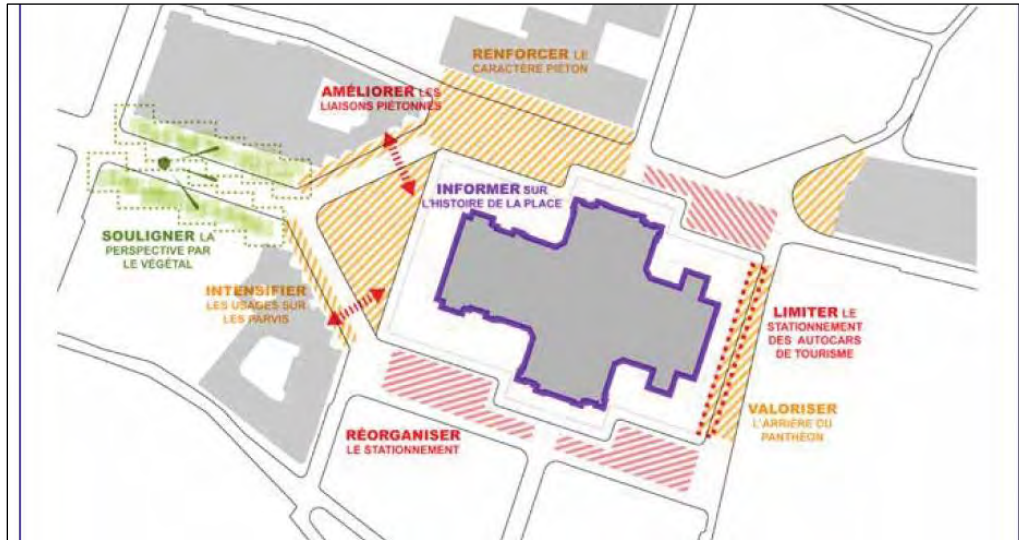 RENFORCER LE
CARACTÈRE PIÉTON
AMÉLIORER LES
LIAISONS PIÉTONNES
INFORMER SUR
L'HISTOIRE DE LA PLACE
SOULIGNER LA
PERSPECTIVE PAR
LE VÉGÉTAL
INTENSIFIER
LES USAGES SUR
LES PARVIS
LIMITER LE
STATIONNEMENT
DES AUTOCARS
DE TOURISME
VALORISER
L'ARRIÈRE DU
PANTHÉON
RÉORGANISER
LE STATIONNEMENT